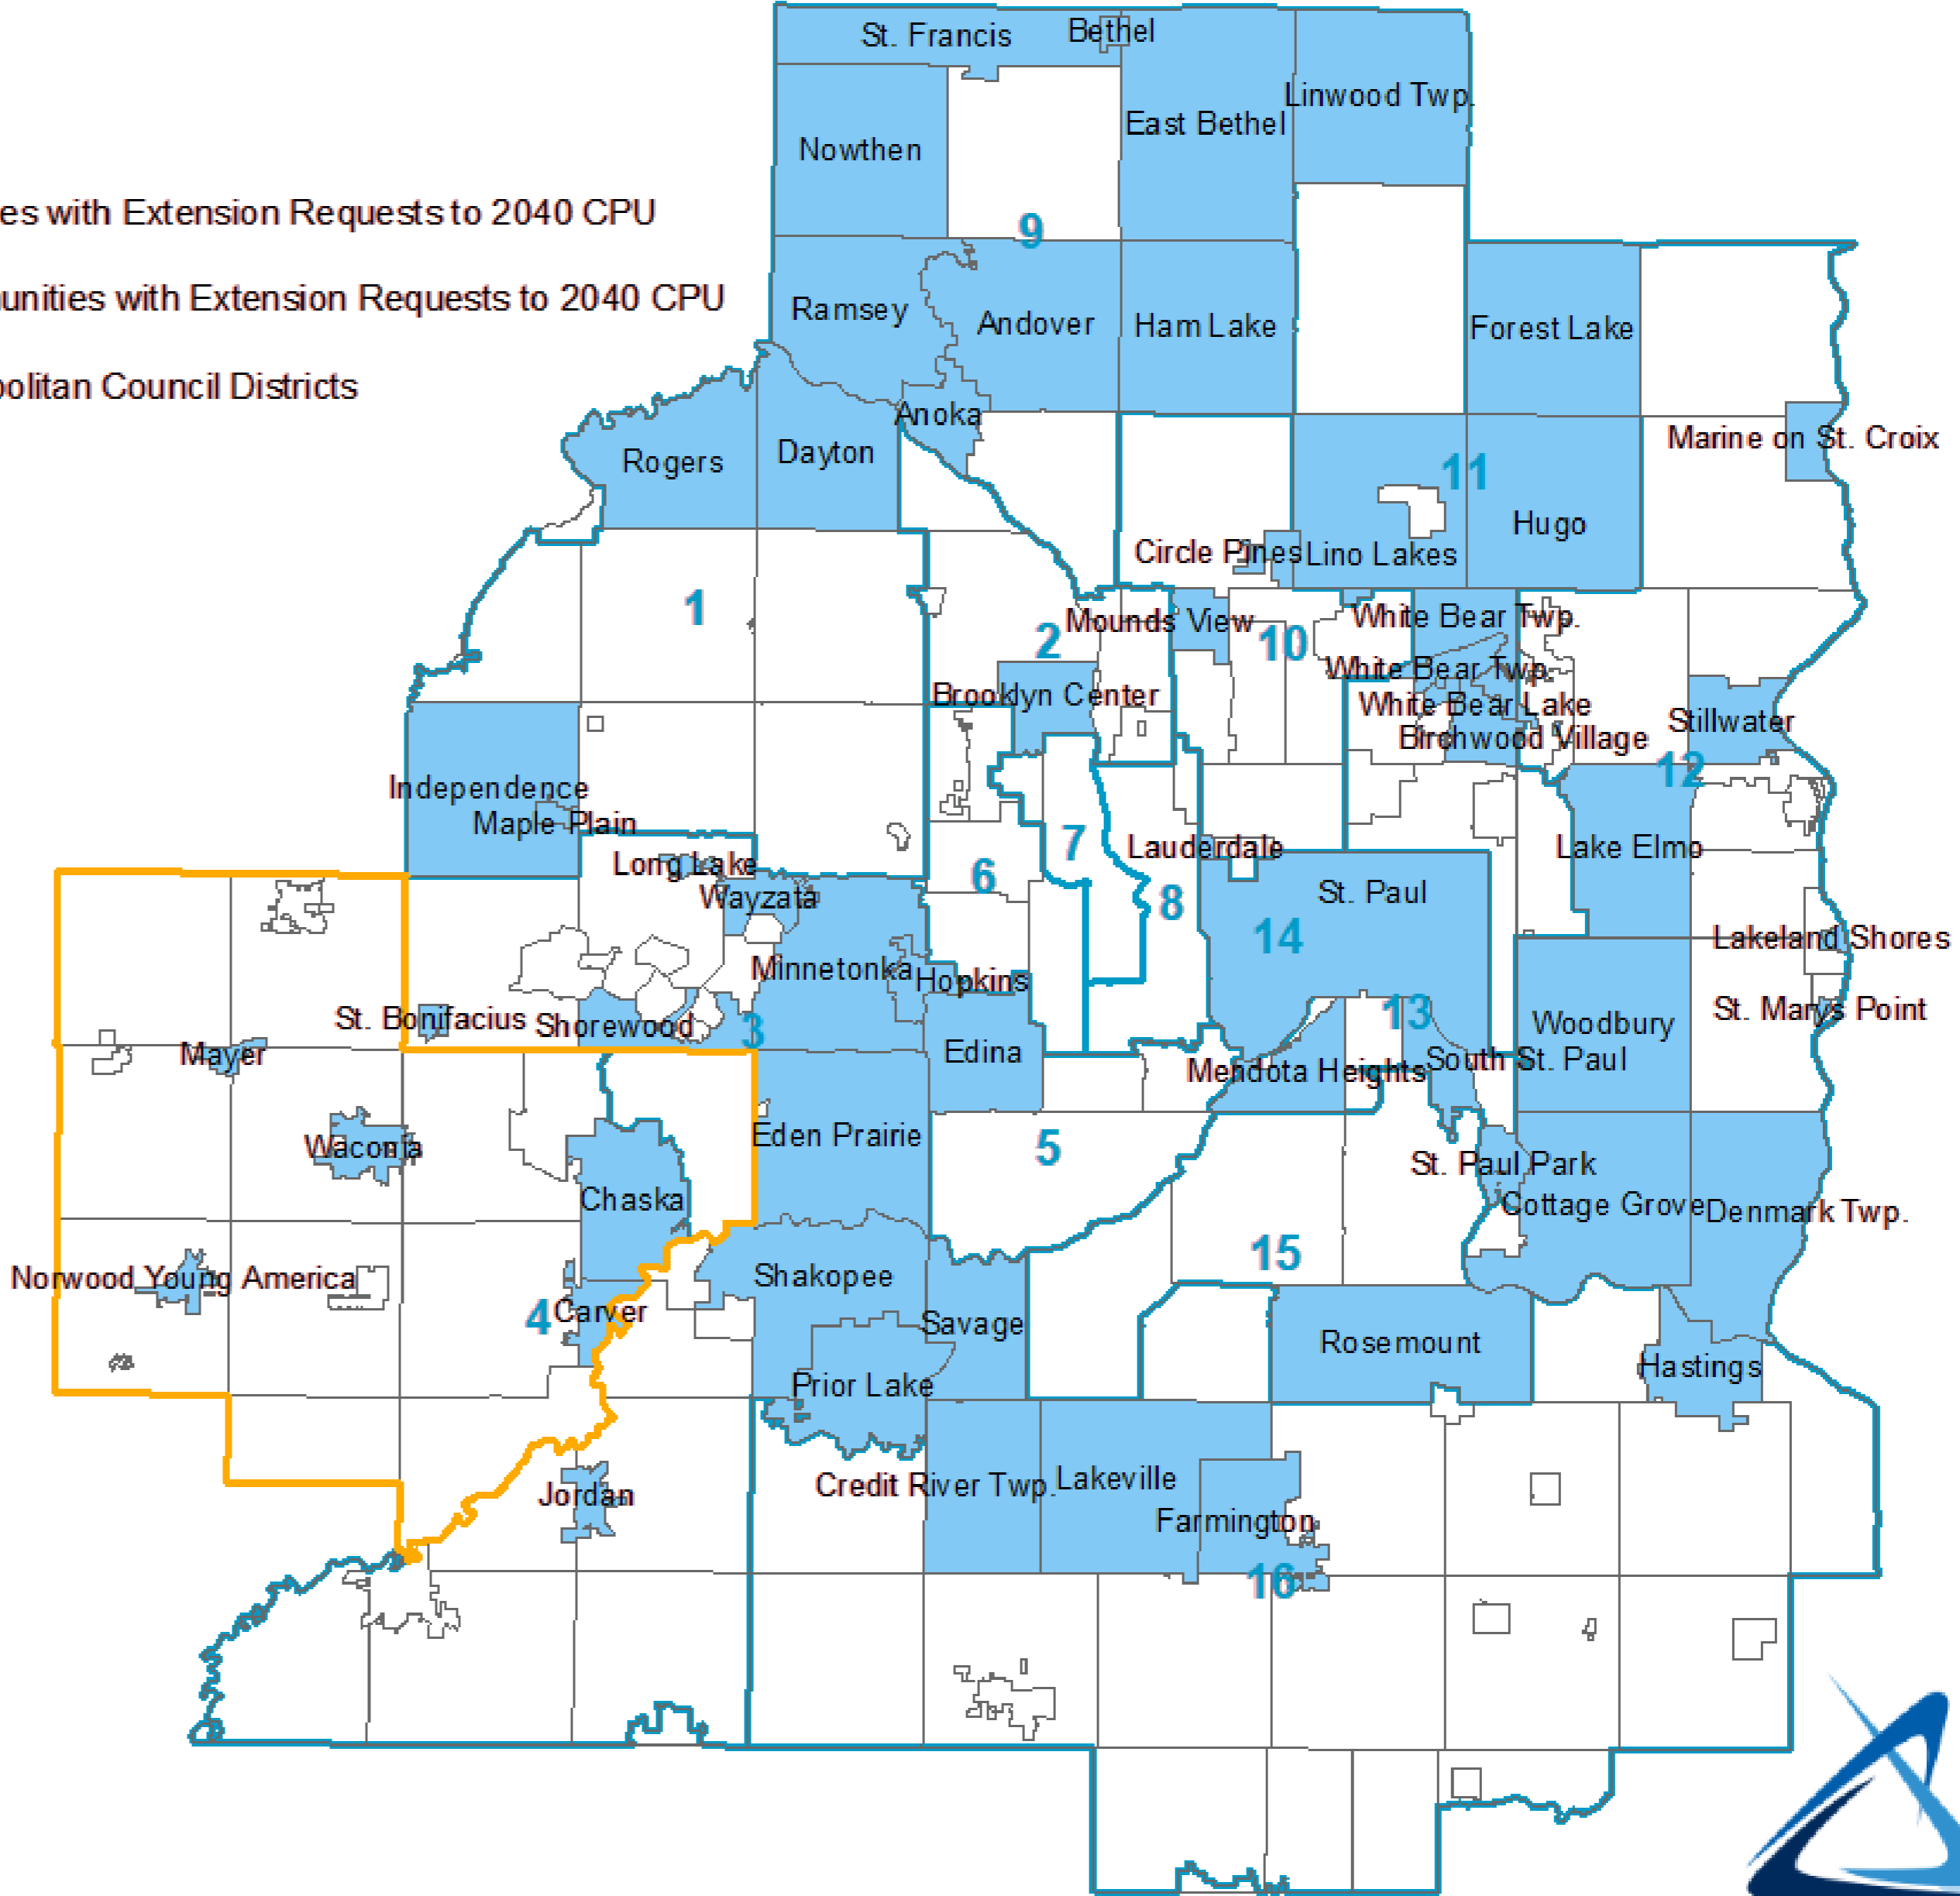 St. Francis
Bethel
Linwood Twp.
East Bethel
Nowthen
es with Extension Requests to 2040 CPU
9
unities with Extension Requests to 2040 CPU
Ramsey
Andover
Ham Lake
Forest Lake
politan Council Districts
Anoka
Marine on St. Croix
Rogers
Dayton
11
Hugo
Circle Pines
Lino Lakes
1
Mounds View
White Bear Twp.
2
10
White Bear Twp.
Brooklyn Center
White Bear Lake
Stillwater
Birchwood Village
12
Independence
Maple Plain
7
Lauderdale
Lake Elmo
Long Lake
6
Wayzata
St. Paul
8
14
Lakeland Shores
Minnetonka
Hopkins
St. Bonifacius
Shorewood
3
13
St. Marys Point
Woodbury
Mayer
Edina
Mendota Heights
South St. Paul
Waconia
Eden Prairie
5
St. Paul Park
Chaska
Cottage Grove
Denmark Twp.
15
Norwood Young America
Shakopee
4
Carver
Savage
Rosemount
Hastings
Prior Lake
Jordan
Credit River Twp.
Lakeville
Farmington
16